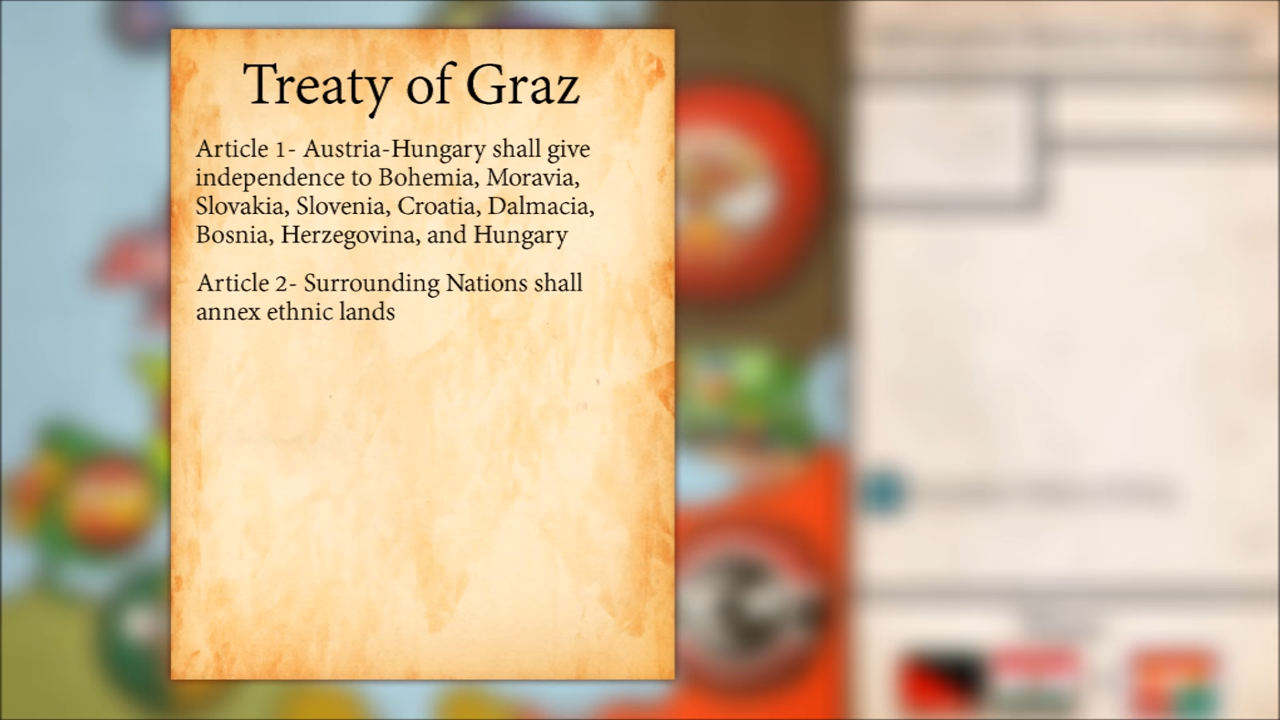 Treaty of Graz
Article 1- Austria-Hungary shall give
independence to Bohemia, Moravia,
Slovakia, Slovenia, Croatia, Dalmacia,
Bosnia, Herzegovina, and Hungary
Article 2- Surrounding Nations shall
annex ethnic lands